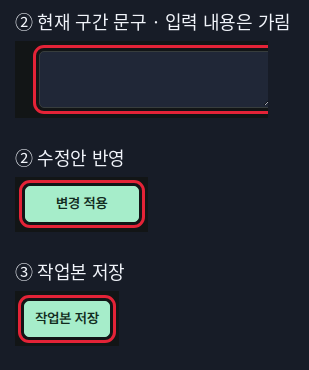 ② 현재 구간 문구 · 입력 내용은 가림
② 수정안 반영
변경 적용
③ 작업본 저장
작업본 저장